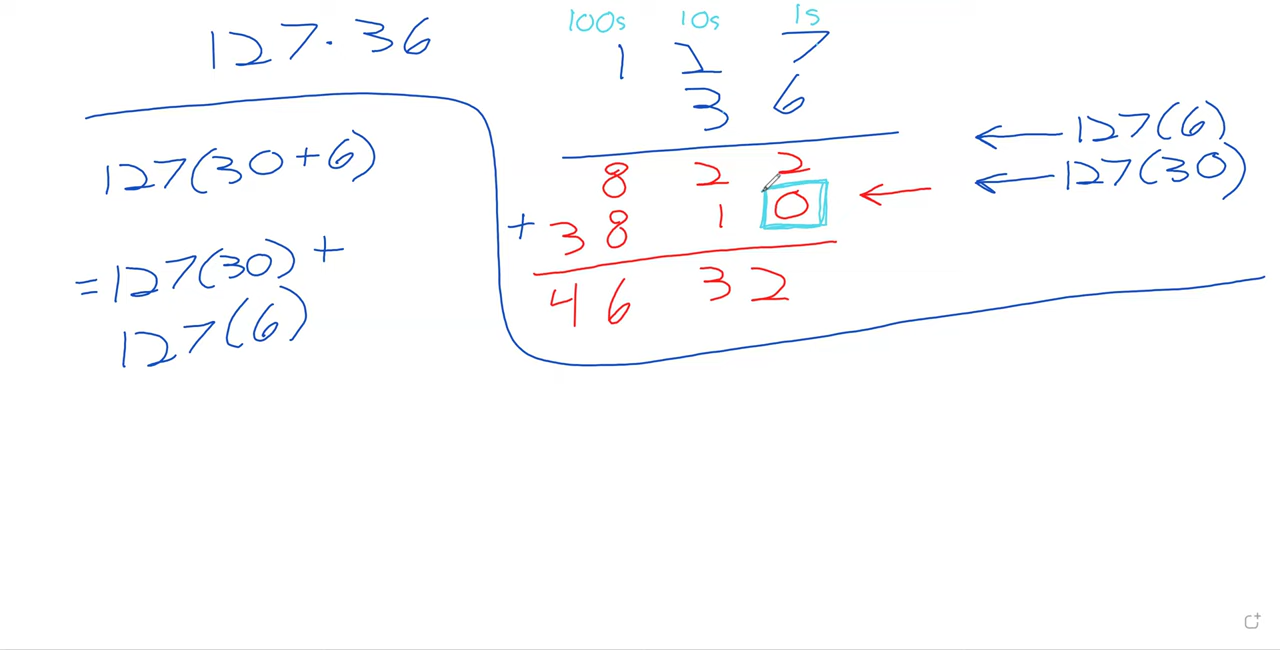 127 · 36
127(30 + 6)
= 127(30) +
127(6)
100s 10s 1s
1 2 7
3 6
8 2 2
+ 3 8 1 0
4 6 3 2
← 127(6)
← ← 127(30)